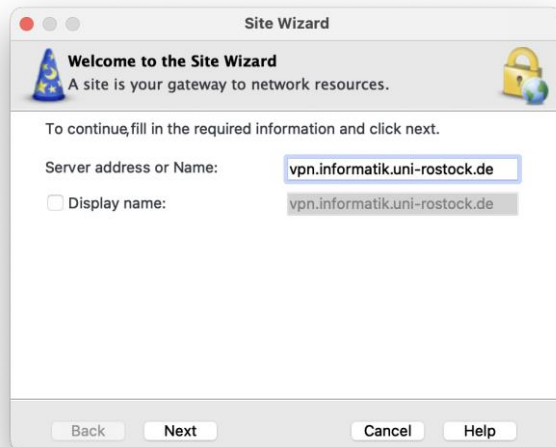 Site Wizard
Welcome to the Site Wizard
A site is your gateway to network resources.
To continue,fill in the required information and click next.
Server address or Name: vpn.informatik.uni-rostock.de
Display name: vpn.informatik.uni-rostock.de
Back Next Cancel Help